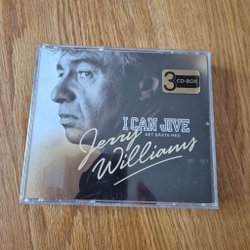 3
CD-BOX
I CAN JIVE
DET BÄSTA MED
Jerry
Williams